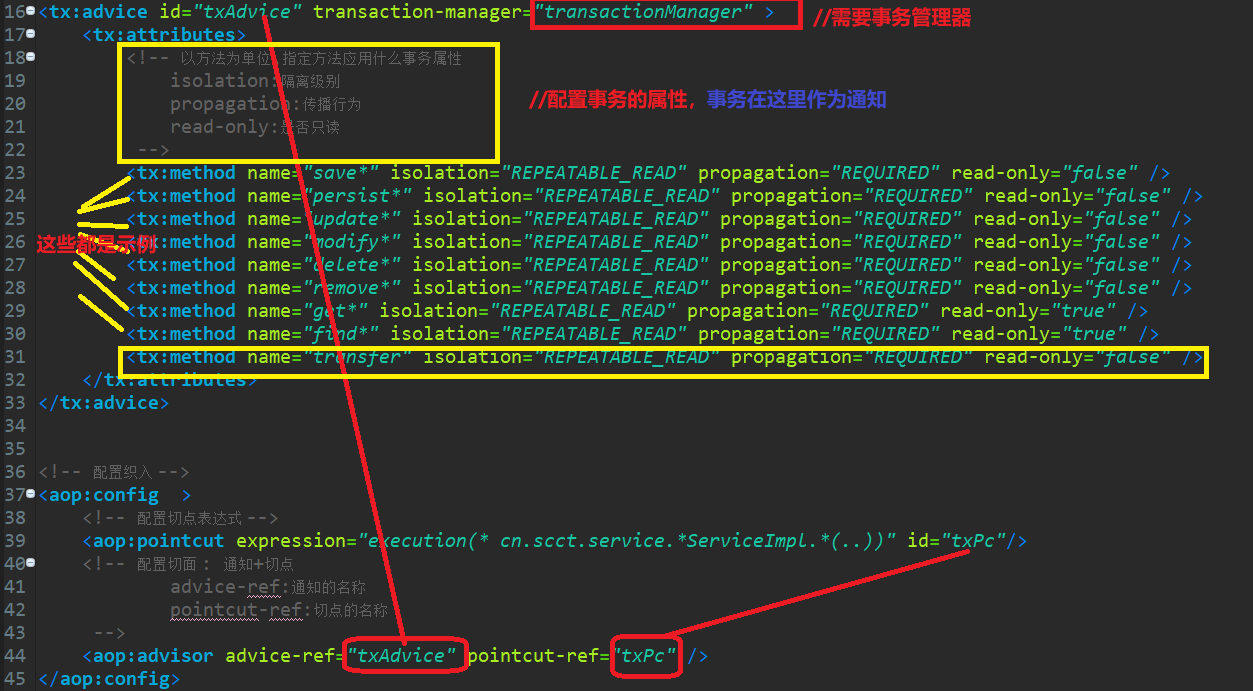 16 <tx:advice id="txAdvice" transaction-manager="transactionManager" > //需要事务管理器
17 <tx:attributes>
18 <!-- 以方法为单位,指定方法应用什么事务属性
19 isolation:隔离级别
20 propagation:传播行为 //配置事务的属性，事务在这里作为通知
21 read-only:是否只读
22 -->
23 <tx:method name="save*" isolation="REPEATABLE_READ" propagation="REQUIRED" read-only="false" />
24 <tx:method name="persist*" isolation="REPEATABLE_READ" propagation="REQUIRED" read-only="false" />
25 <tx:method name="update*" isolation="REPEATABLE_READ" propagation="REQUIRED" read-only="false" />
26 <tx:method name="modify*" isolation="REPEATABLE_READ" propagation="REQUIRED" read-only="false" />
这些都是示例
27 <tx:method name="delete*" isolation="REPEATABLE_READ" propagation="REQUIRED" read-only="false" />
28 <tx:method name="remove*" isolation="REPEATABLE_READ" propagation="REQUIRED" read-only="false" />
29 <tx:method name="get*" isolation="REPEATABLE_READ" propagation="REQUIRED" read-only="true" />
30 <tx:method name="find*" isolation="REPEATABLE_READ" propagation="REQUIRED" read-only="true" />
31 <tx:method name="transfer" isolation="REPEATABLE_READ" propagation="REQUIRED" read-only="false" />
32 </tx:attributes>
33 </tx:advice>
34
35
36 <!-- 配置织入 -->
37 <aop:config >
38 <!-- 配置切点表达式 -->
39 <aop:pointcut expression="execution(* cn.scct.service.*ServiceImpl.*(..))" id="txPc"/>
40 <!-- 配置切面 : 通知+切点
41 advice-ref:通知的名称
42 pointcut-ref:切点的名称
43 -->
44 <aop:advisor advice-ref="txAdvice" pointcut-ref="txPc" />
45 </aop:config>